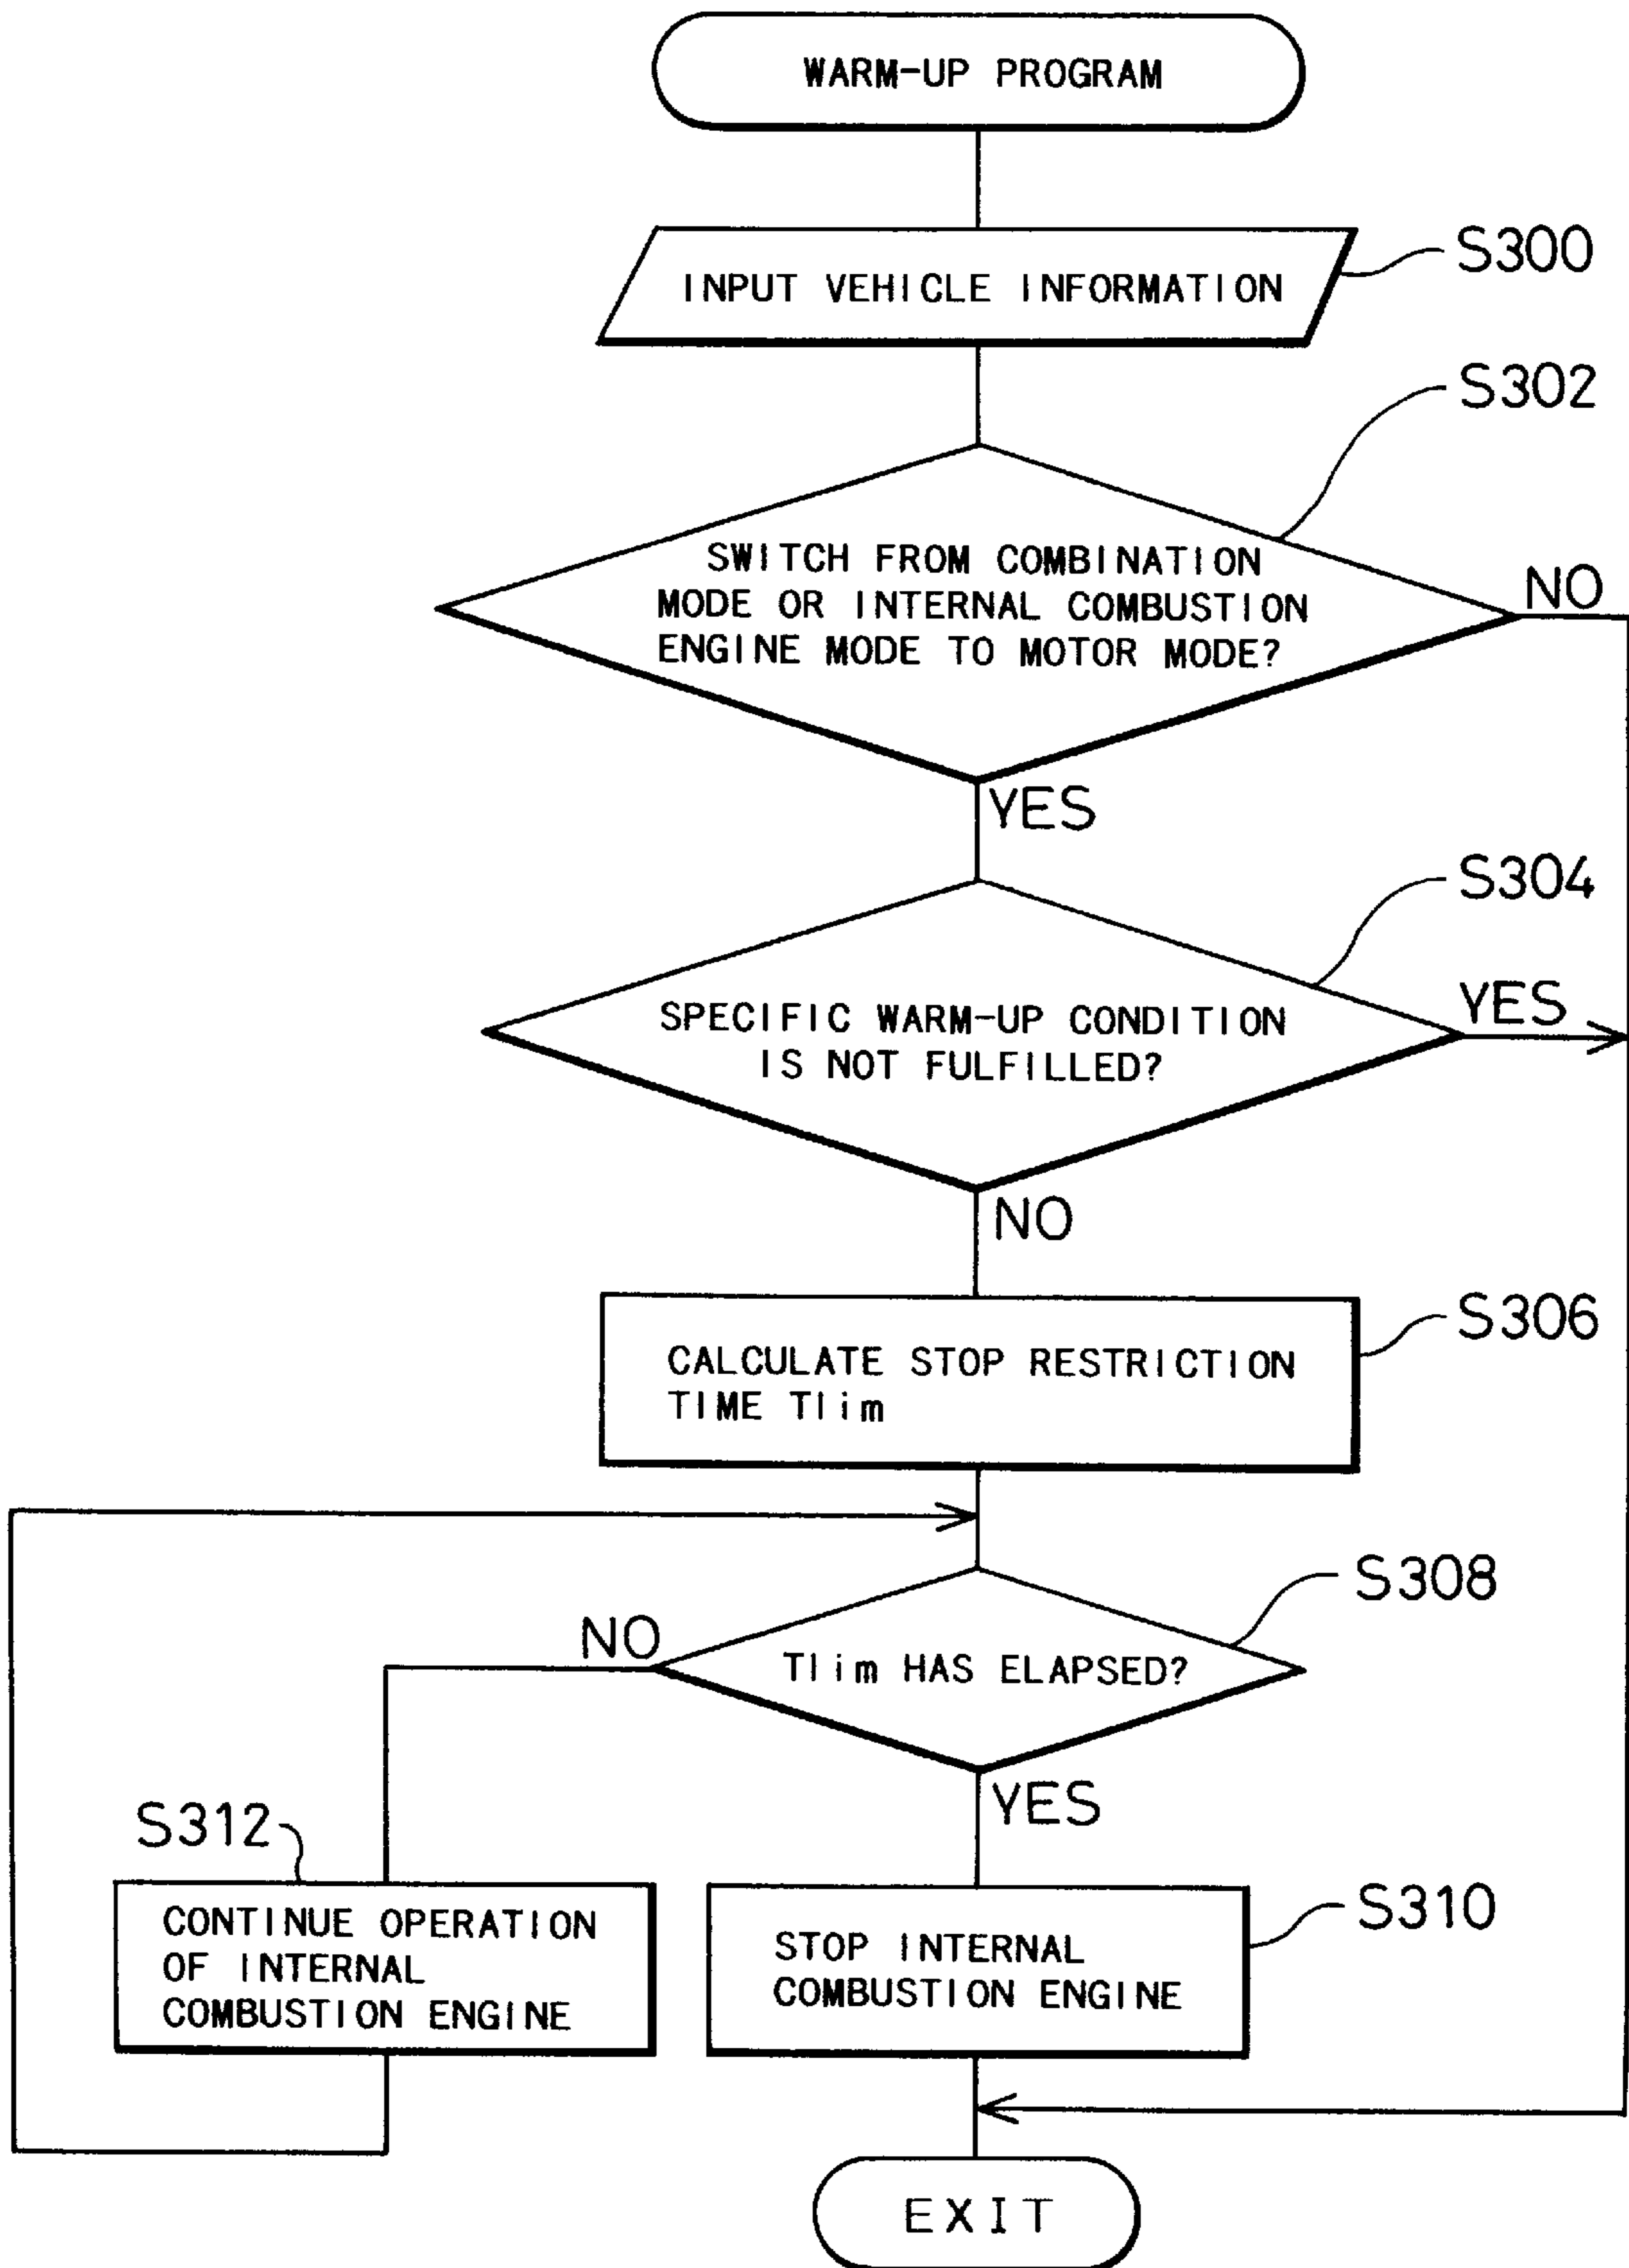 WARM-UP PROGRAM
INPUT VEHICLE INFORMATION
S300
S302
SWITCH FROM COMBINATION
MODE OR INTERNAL COMBUSTION
ENGINE MODE TO MOTOR MODE?
NO
YES
S304
SPECIFIC WARM-UP CONDITION
IS NOT FULFILLED?
YES
NO
S306
CALCULATE STOP RESTRICTION
TIME Tlim
S308
NO
Tlim HAS ELAPSED?
YES
S312
CONTINUE OPERATION
OF INTERNAL
COMBUSTION ENGINE
S310
STOP INTERNAL
COMBUSTION ENGINE
EXIT